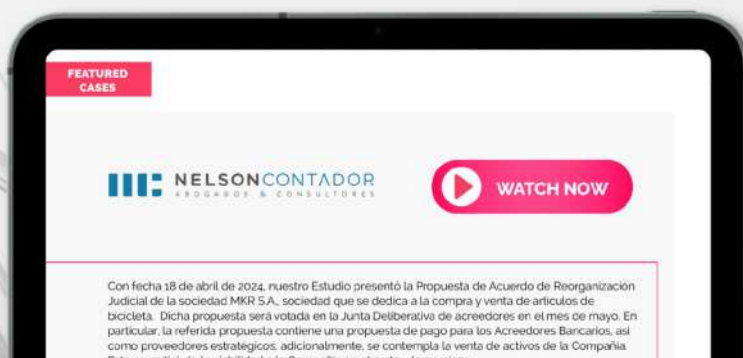 FEATURED
CASES
NELSONCONTADOR
ABOGADOS & CONSULTORES
WATCH NOW
Con fecha 18 de abril de 2024, nuestro Estudio presentó la Propuesta de Acuerdo de Reorganización
Judicial de la sociedad MKR S.A., sociedad que se dedica a la compra y venta de artículos de
bicicleta. Dicha propuesta será votada en la Junta Deliberativa de acreedores en el mes de mayo. En
particular, la referida propuesta contiene una propuesta de pago para los Acreedores Bancarios, así
como proveedores estratégicos; adicionalmente, se contempla la venta de activos de la Compañía.